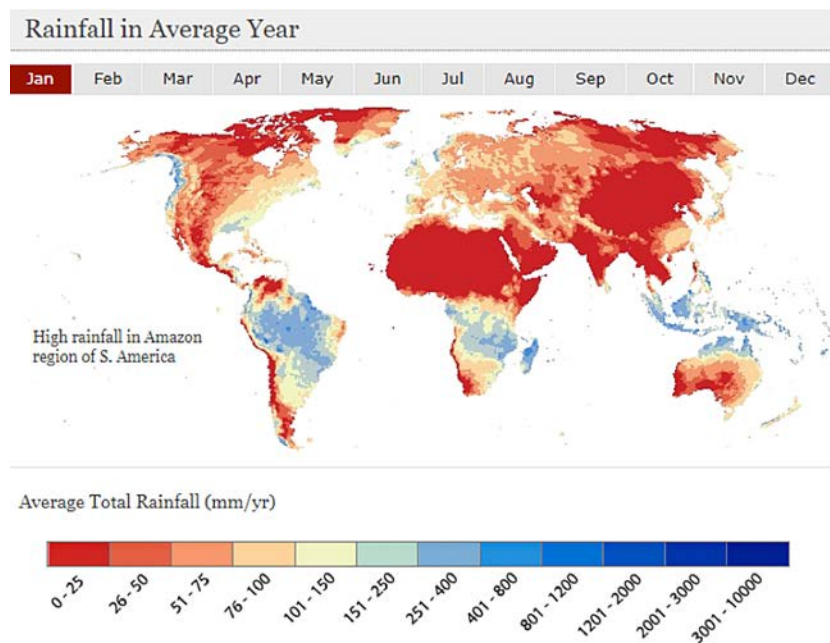 Rainfall in Average Year
Jan Feb Mar Apr May Jun Jul Aug Sep Oct Nov Dec
High rainfall in Amazon
region of S. America
Average Total Rainfall (mm/yr)
0 - 25 26 - 50 51 - 75 76 - 100 101 - 150 151 - 250 251 - 400 401 - 800 801 - 1200 1201 - 2000 2001 - 3000 3001 - 10000